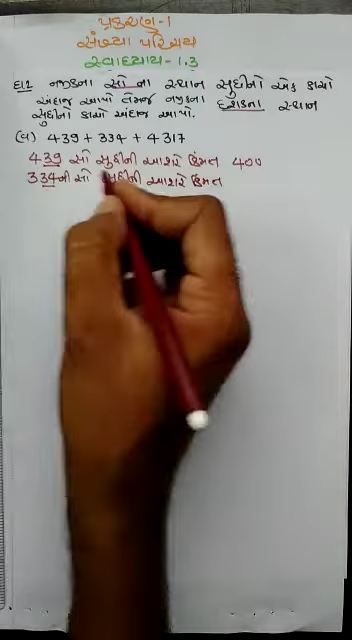 પ્રકરણ-1
સંખ્યા પરિચય
સ્વાધ્યાય-1.3
દા.1 નજીકના સો ના સ્થાન સુધીનો એક કાચો
અંદાજ આપો તેમજ નજીકના દશકના સ્થાન
સુધીના કાચો અંદાજ આપો.
439 + 334 + 4317
439 સો સુધીની આશરે કિંમત 400
334ની સો સુધીની આશરે કિંમત